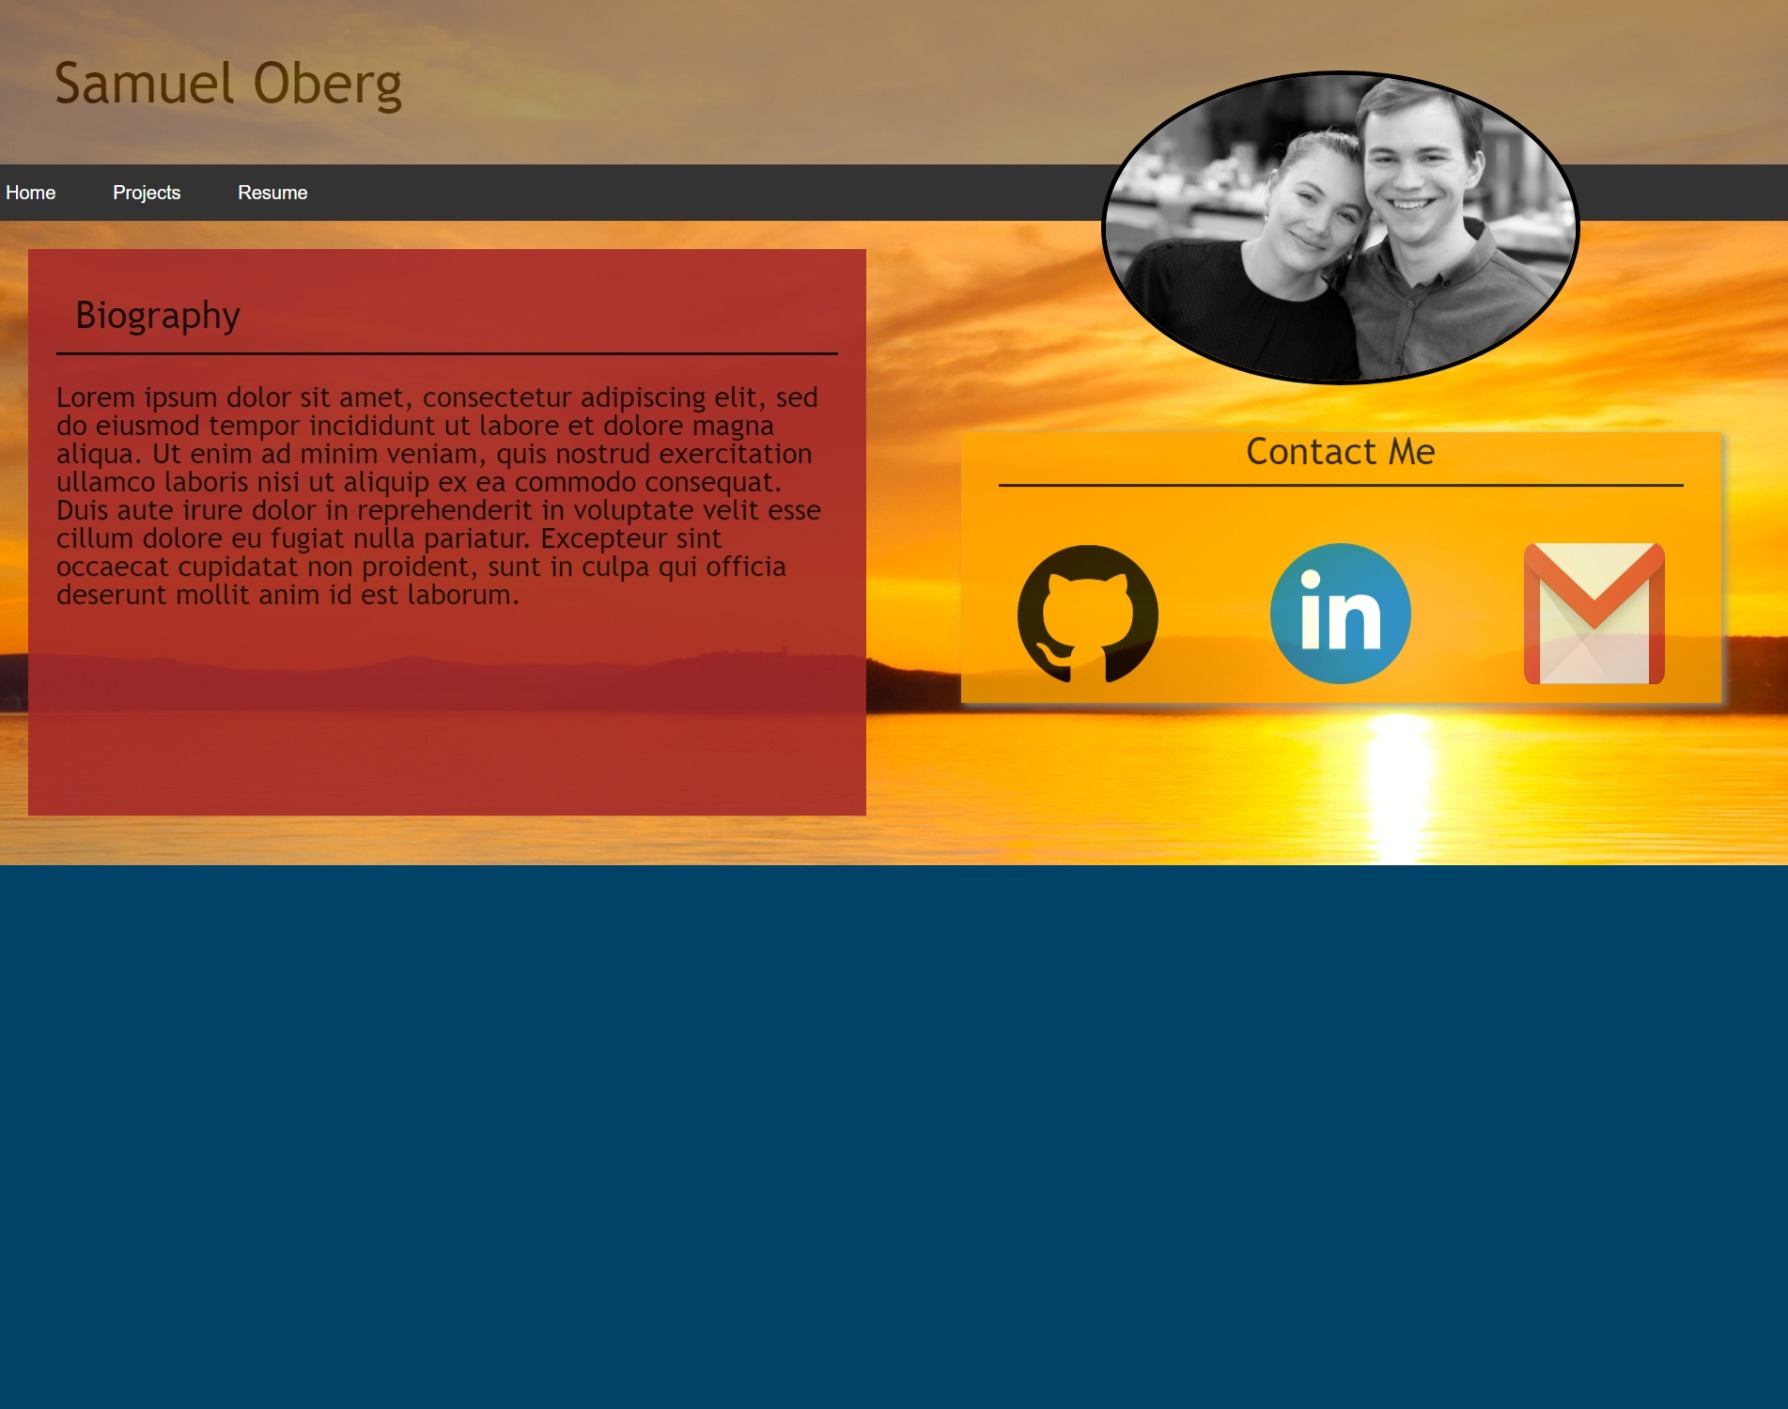 Samuel Oberg
Home Projects Resume
Biography
Lorem ipsum dolor sit amet, consectetur adipiscing elit, sed
do eiusmod tempor incididunt ut labore et dolore magna
aliqua. Ut enim ad minim veniam, quis nostrud exercitation
ullamco laboris nisi ut aliquip ex ea commodo consequat.
Duis aute irure dolor in reprehenderit in voluptate velit esse
cillum dolore eu fugiat nulla pariatur. Excepteur sint
occaecat cupidatat non proident, sunt in culpa qui officia
deserunt mollit anim id est laborum.
Contact Me
in